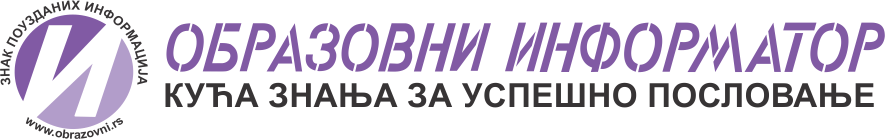 ЗНАК ПОУЗДАНИХ ИНФОРМАЦИЈА
И
www.obrazovni.rs
ОБРАЗОВНИ ИНФОРМАТОР
КУЋА ЗНАЊА ЗА УСПЕШНО ПОСЛОВАЊЕ